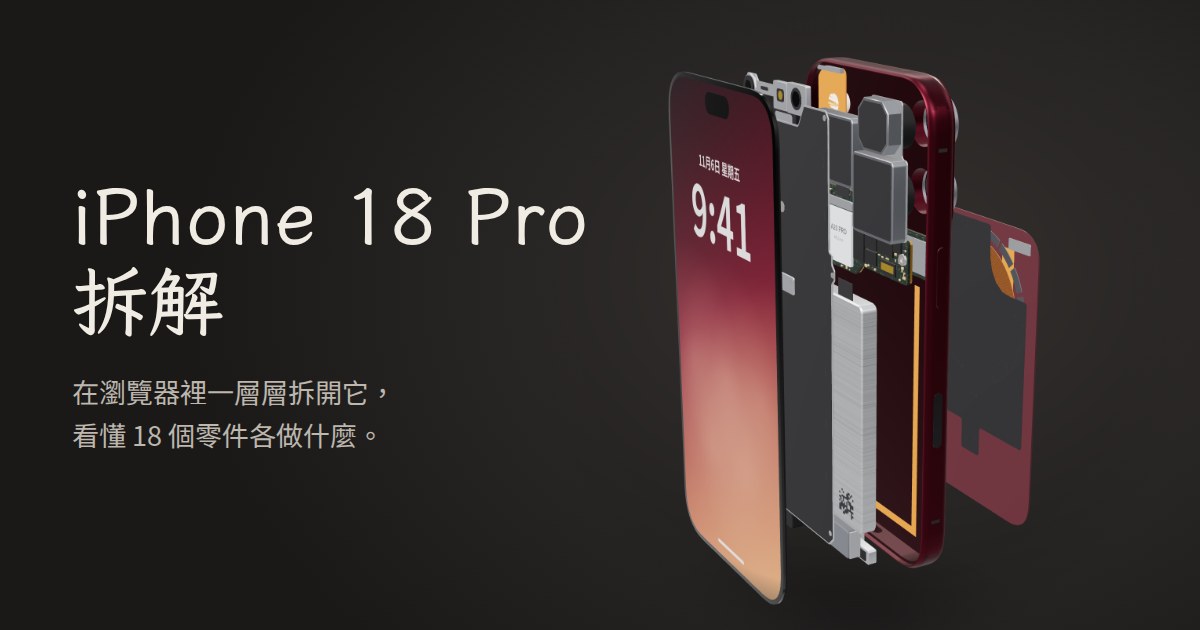 iPhone 18 Pro
拆解
在瀏覽器裡一層層拆開它，
看懂 18 個零件各做什麼。
11月6日 星期五
9:41